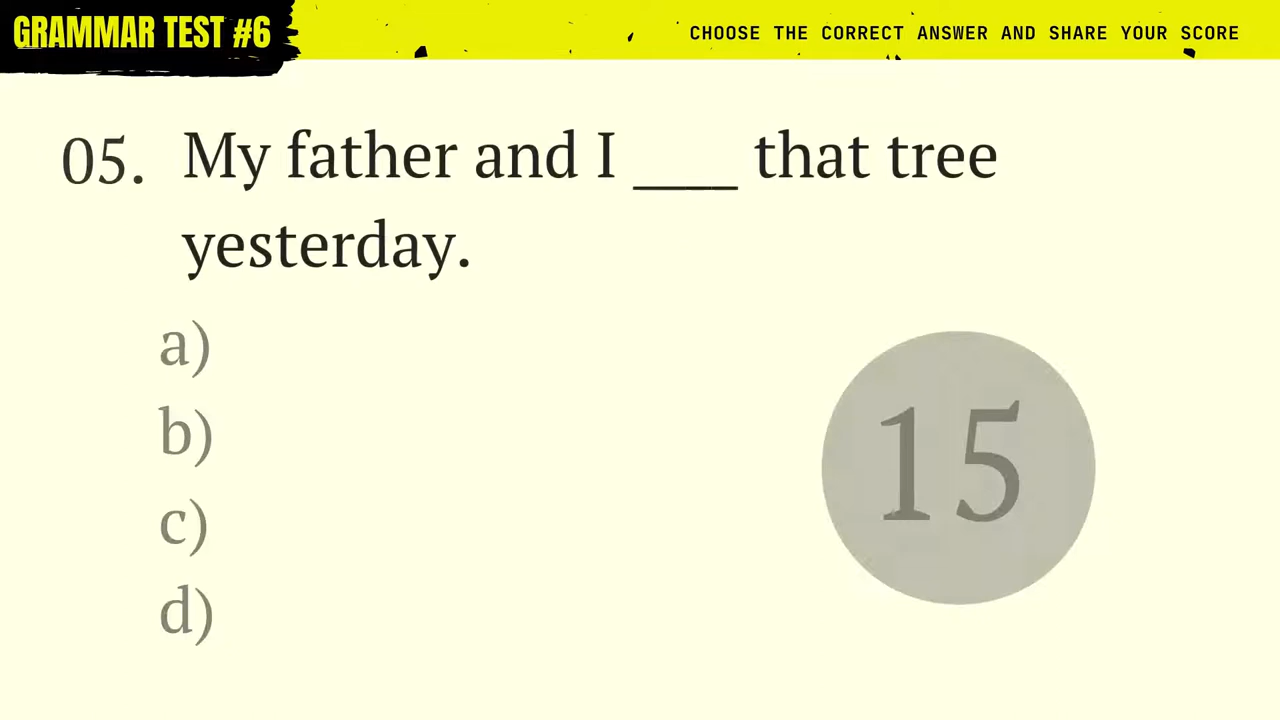 GRAMMAR TEST #6
CHOOSE THE CORRECT ANSWER AND SHARE YOUR SCORE
05. My father and I ____ that tree
yesterday.
a)
b)
c)
d)
15